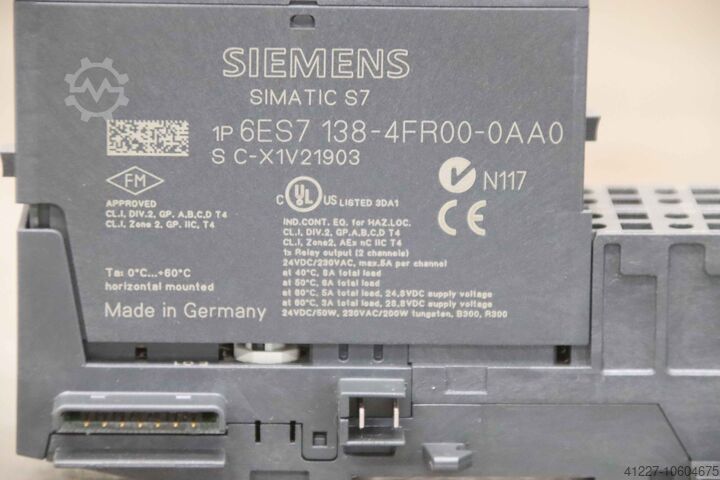 SIEMENS
SIMATIC S7
1P 6ES7 138-4FR00-0AA0
S C-X1V21903
FM
APPROVED
CL.I, DIV.2, GP. A,B,C,D T4
CL.I, Zone 2, GP. IIC, T4
C UL US LISTED 3DA1
IND.CONT. EQ. for HAZ.LOC.
CL.I, DIV.2, GP. A,B,C,D T4
CL.I, Zone2, AEx nC IIC T4
N117
CE
1x Relay output (2 channels)
24VDC/230VAC, max.5A per channel
at 40°C, 8A total load
at 50°C, 6A total load
at 60°C, 5A total load, 24,8VDC supply voltage
at 60°C, 3A total load, 28,8VDC supply voltage
24VDC/50W, 230VAC/200W tungsten, B300, R300
Ta: 0°C...+60°C
horizontal mounted
Made in Germany
41227-10604675